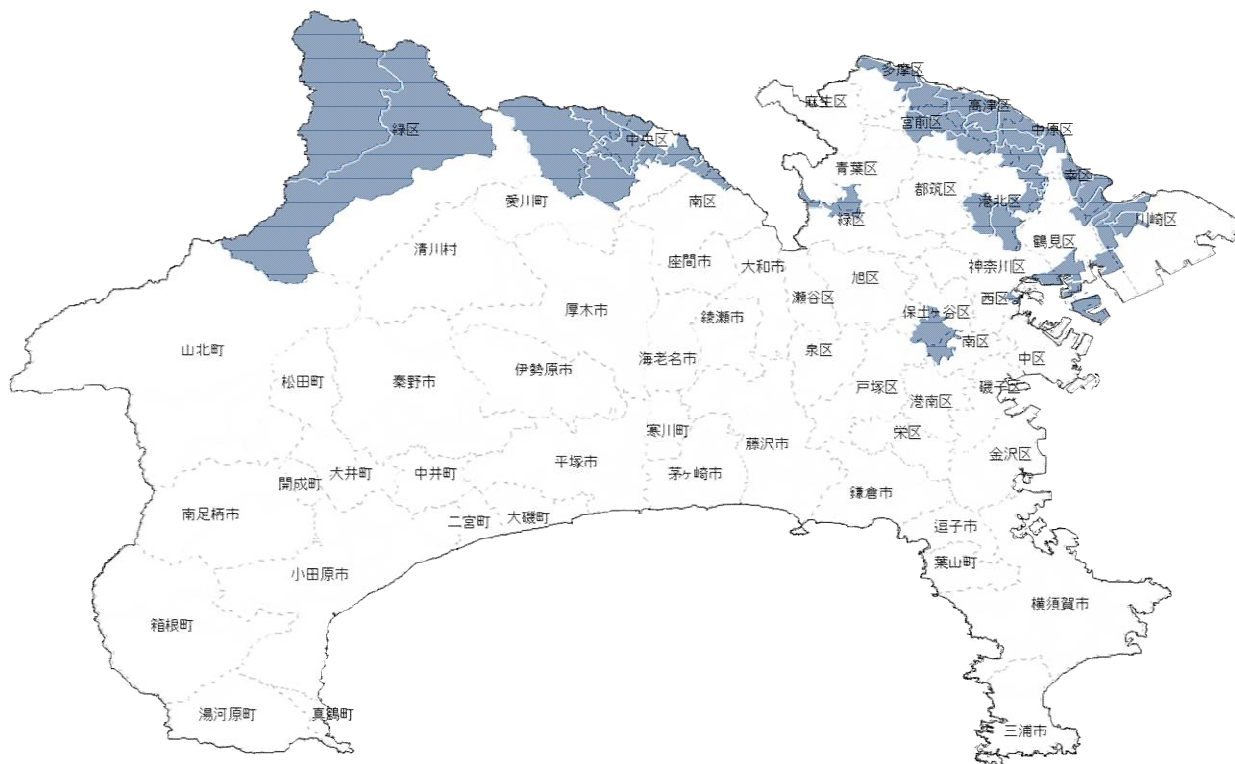 多摩区
麻生区
高津区
宮前区
中原区
緑区
中央区
青葉区
幸区
都筑区
愛川町
南区
緑区
港北区
川崎区
清川村
鶴見区
座間市
大和市
旭区
神奈川区
瀬谷区
西区
厚木市
綾瀬市
保土ヶ谷区
山北町
泉区
南区
海老名市
中区
伊勢原市
松田町
秦野市
戸塚区
磯子区
港南区
寒川町
栄区
藤沢市
金沢区
平塚市
大井町
中井町
茅ヶ崎市
開成町
鎌倉市
南足柄市
二宮町
大磯町
逗子市
葉山町
小田原市
横須賀市
箱根町
湯河原町
真鶴町
三浦市